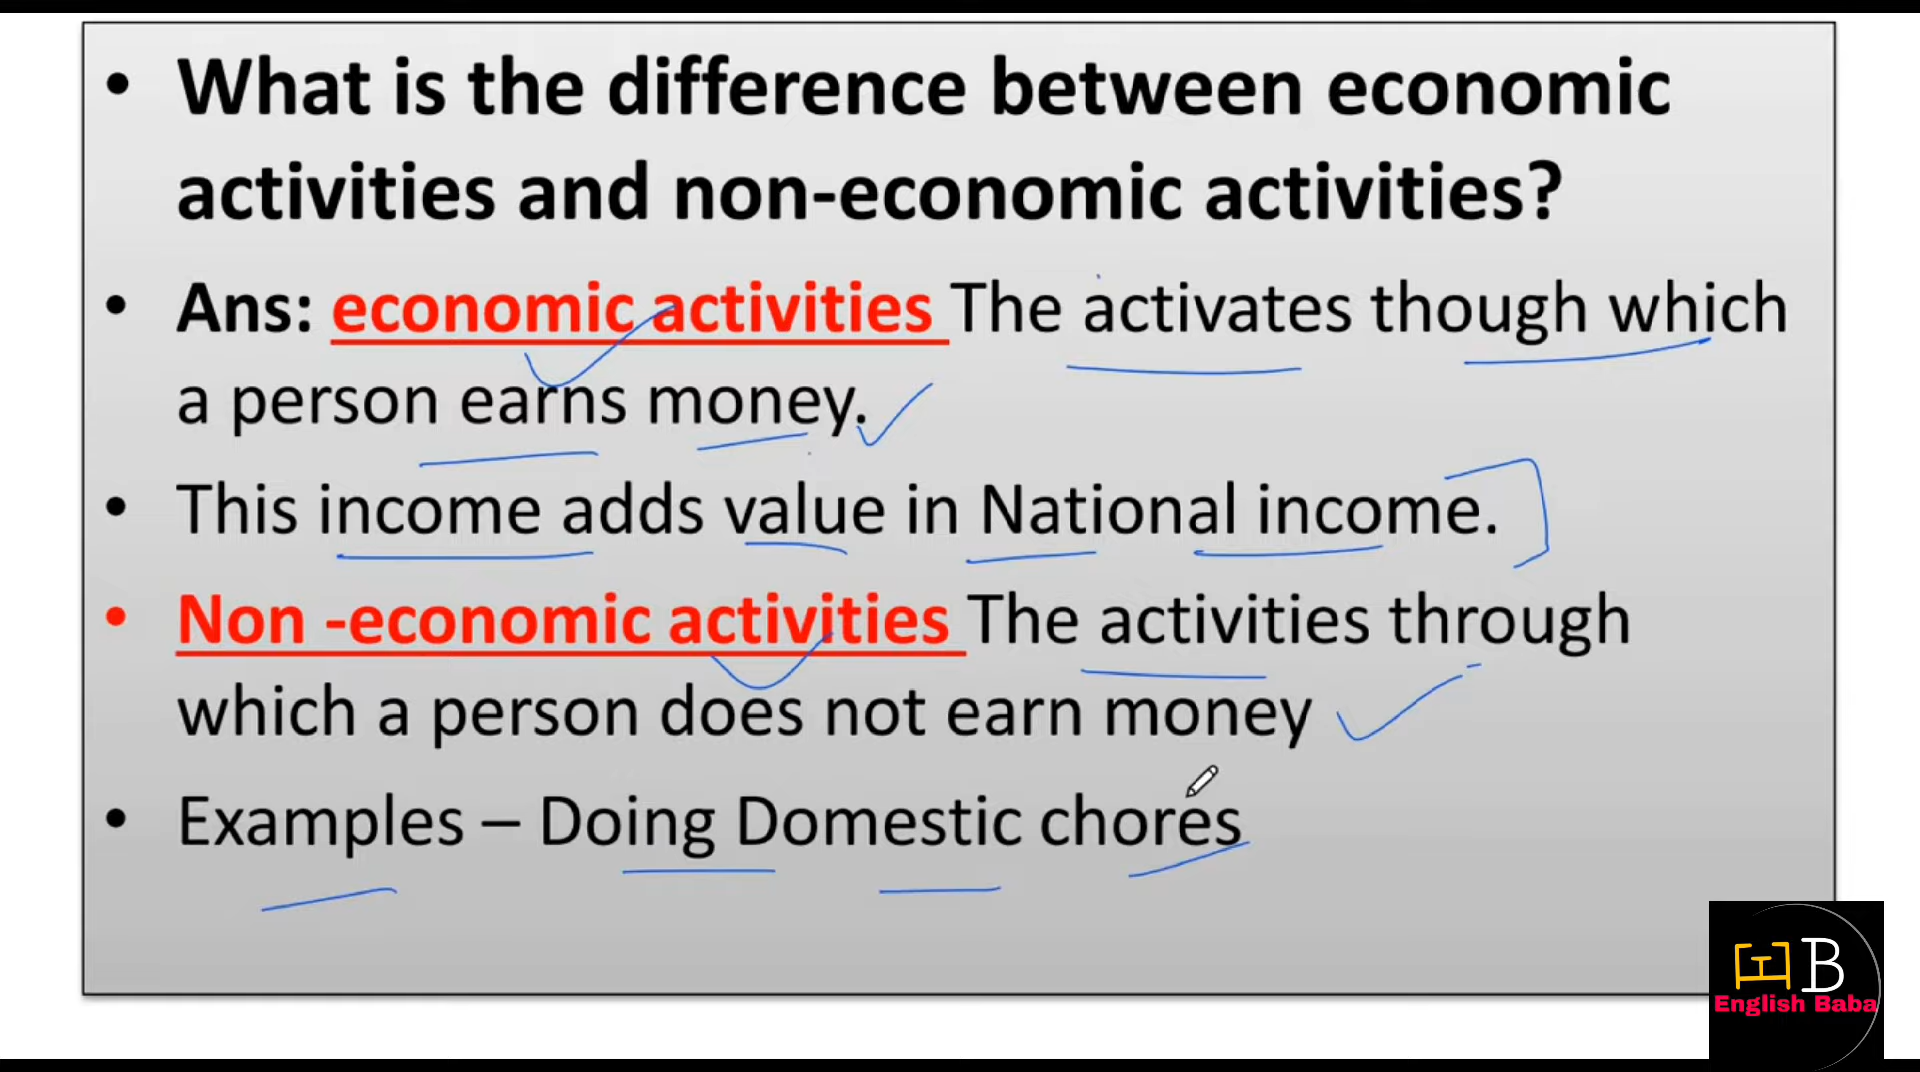 • What is the difference between economic
activities and non-economic activities?
• Ans: economic activities The activates though which
a person earns money.
• This income adds value in National income.
• Non -economic activities The activities through
which a person does not earn money
• Examples – Doing Domestic chores
EB
English Baba